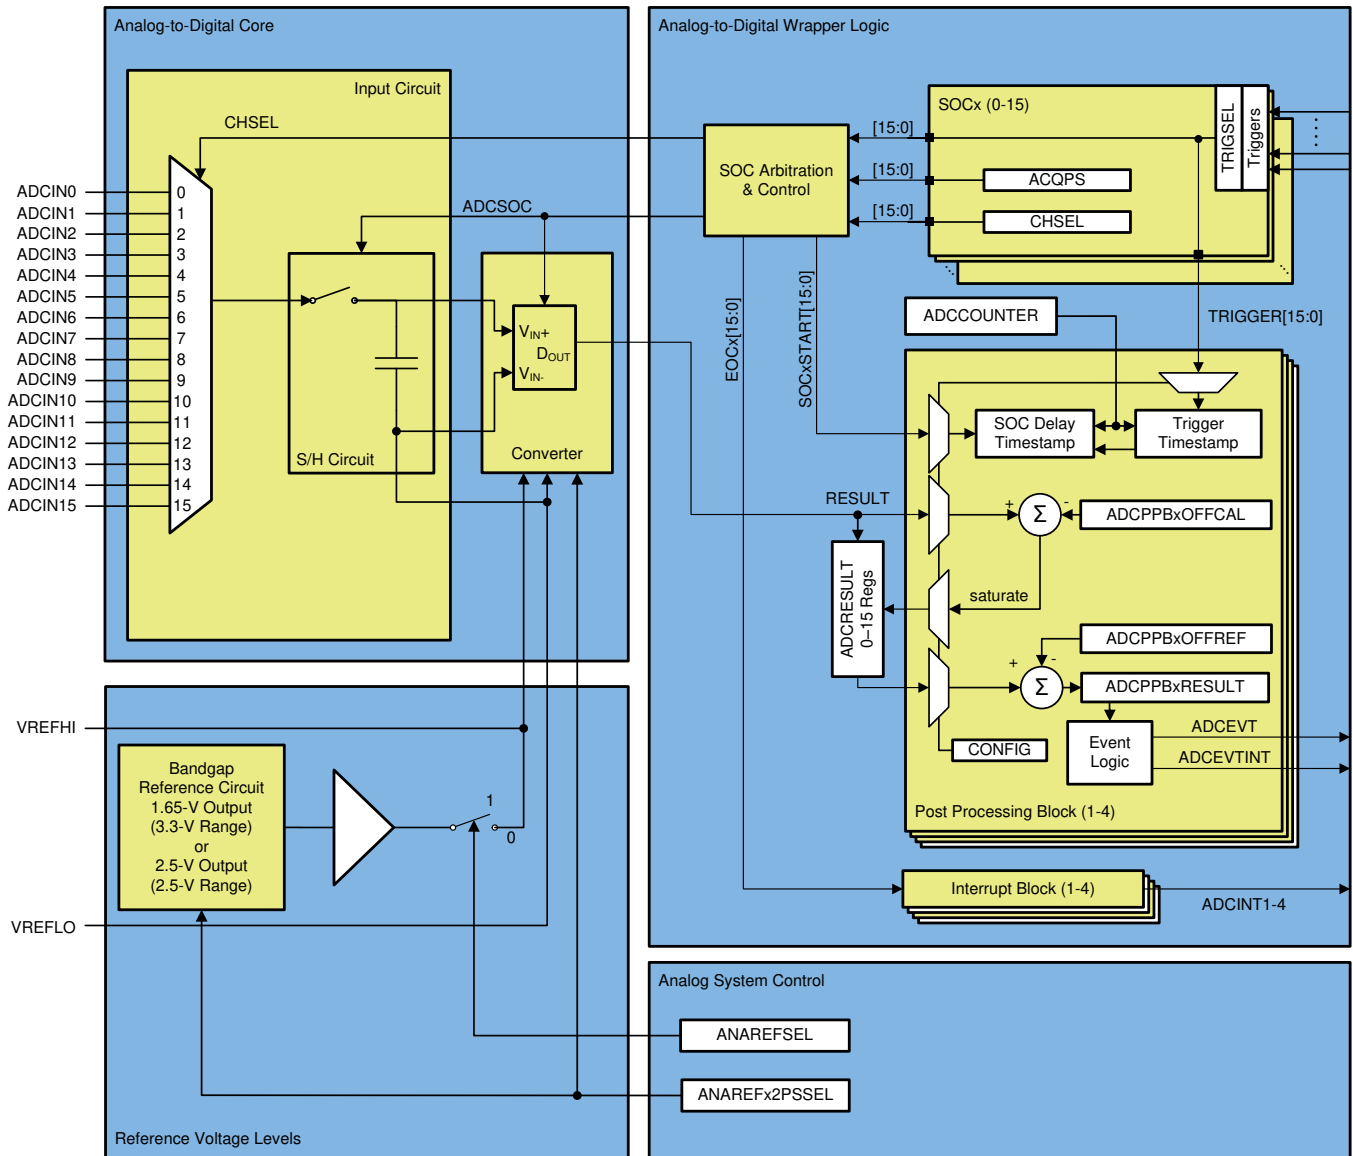 Analog-to-Digital Core
Input Circuit
CHSEL
ADCIN0
ADCIN1
ADCIN2
ADCIN3
ADCIN4
ADCIN5
ADCIN6
ADCIN7
ADCIN8
ADCIN9
ADCIN10
ADCIN11
ADCIN12
ADCIN13
ADCIN14
ADCIN15
0
1
2
3
4
5
6
7
8
9
10
11
12
13
14
15
ADCSOC
S/H Circuit
VIN+
DOUT
VIN-
Converter
Analog-to-Digital Wrapper Logic
SOC Arbitration
& Control
[15:0]
[15:0]
[15:0]
SOCx (0-15)
ACQPS
CHSEL
TRIGSEL
Triggers
EOCx[15:0]
SOCxSTART[15:0]
ADCCOUNTER
TRIGGER[15:0]
SOC Delay
Timestamp
Trigger
Timestamp
RESULT
+
Σ
-
ADCPPBxOFFCAL
ADCRESULT
0–15 Regs
saturate
ADCPPBxOFFREF
+
-
Σ
ADCPPBxRESULT
CONFIG
Event
Logic
ADCEVT
ADCEVTINT
Post Processing Block (1-4)
Interrupt Block (1-4)
ADCINT1-4
VREFHI
Bandgap
Reference Circuit
1.65-V Output
(3.3-V Range)
or
2.5-V Output
(2.5-V Range)
1
0
VREFLO
Reference Voltage Levels
Analog System Control
ANAREFSEL
ANAREFx2PSSEL